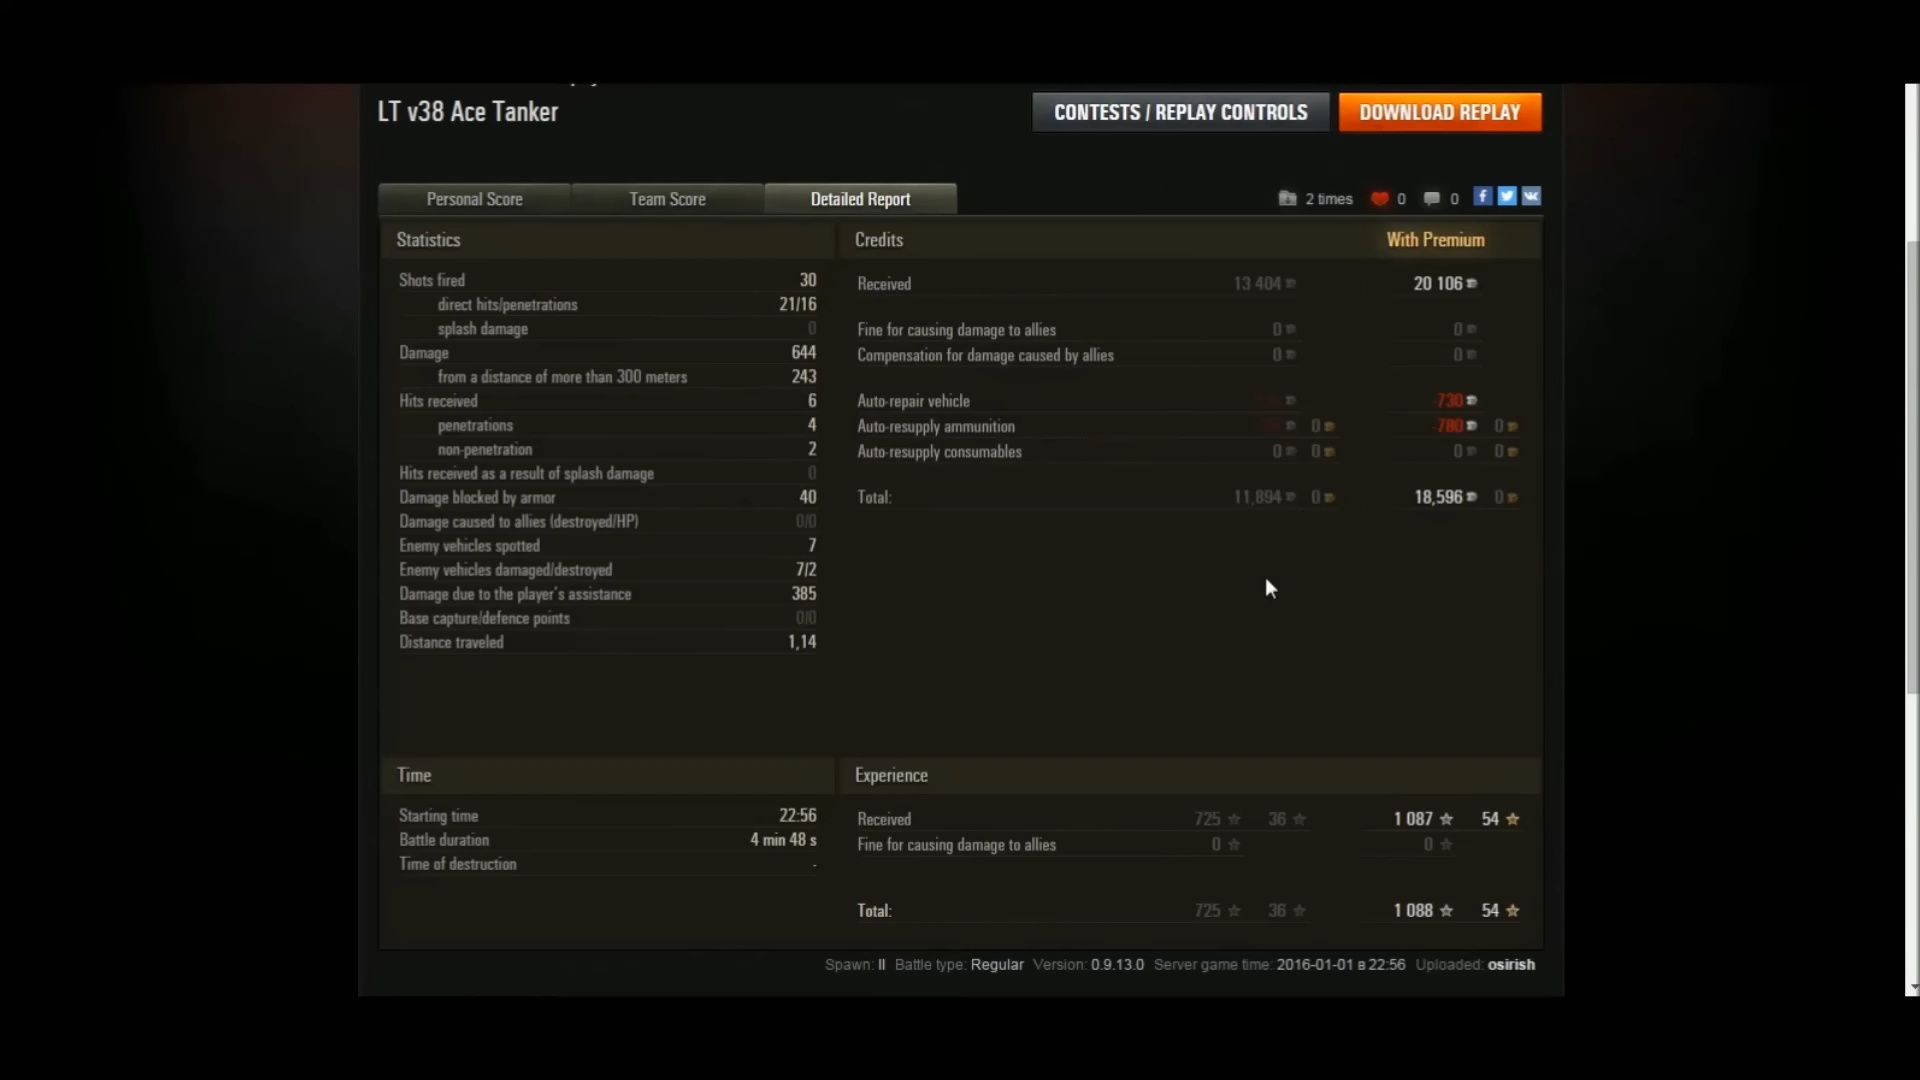 LT v38 Ace Tanker
CONTESTS / REPLAY CONTROLS
DOWNLOAD REPLAY
Personal Score
Team Score
Detailed Report
2 times 0 0
Statistics
Shots fired 30
direct hits/penetrations 21/16
splash damage 0
Damage 644
from a distance of more than 300 meters 243
Hits received 6
penetrations 4
non-penetration 2
Hits received as a result of splash damage 0
Damage blocked by armor 40
Damage caused to allies (destroyed/HP) 0/0
Enemy vehicles spotted 7
Enemy vehicles damaged/destroyed 7/2
Damage due to the player's assistance 385
Base capture/defence points 0/0
Distance traveled 1,14
Credits With Premium
Received 13 404 20 106
Fine for causing damage to allies 0 0
Compensation for damage caused by allies 0 0
Auto-repair vehicle -730
Auto-resupply ammunition 0 -780 0
Auto-resupply consumables 0 0 0 0
Total: 11,894 0 18,596 0
Time
Starting time 22:56
Battle duration 4 min 48 s
Time of destruction -
Experience
Received 725 36 1 087 54
Fine for causing damage to allies 0 0
Total: 725 36 1 088 54
Spawn: II Battle type: Regular Version: 0.9.13.0 Server game time: 2016-01-01 в 22:56 Uploaded: osirish